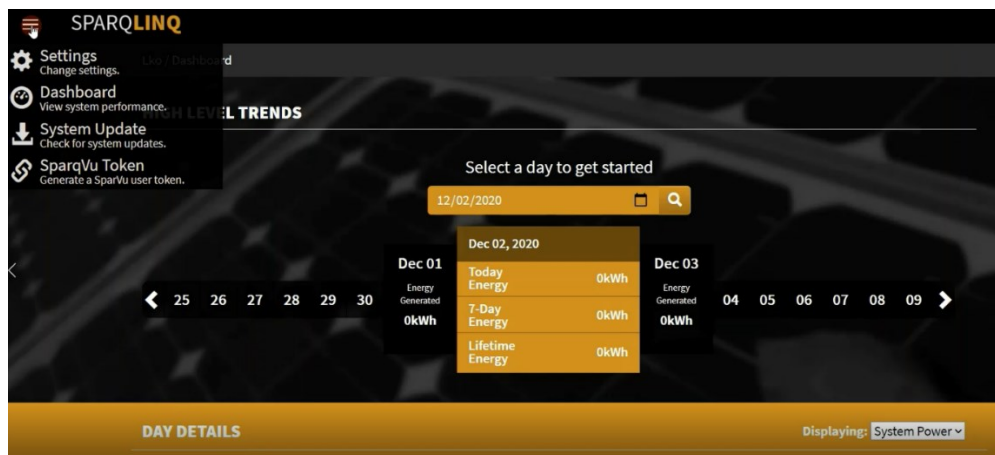 SPARQLINQ
Settings
Change settings.
Dashboard
View system performance.
System Update
Check for system updates.
SparqVu Token
Generate a SparVu user token.
/ Dashboard
HIGH LEVEL TRENDS
Select a day to get started
12/02/2020
Dec 02, 2020
Today Energy 0kWh
7-Day Energy 0kWh
Lifetime Energy 0kWh
Dec 01
Energy
Generated
0kWh
Dec 03
Energy
Generated
0kWh
25 26 27 28 29 30
04 05 06 07 08 09
DAY DETAILS
Displaying: System Power